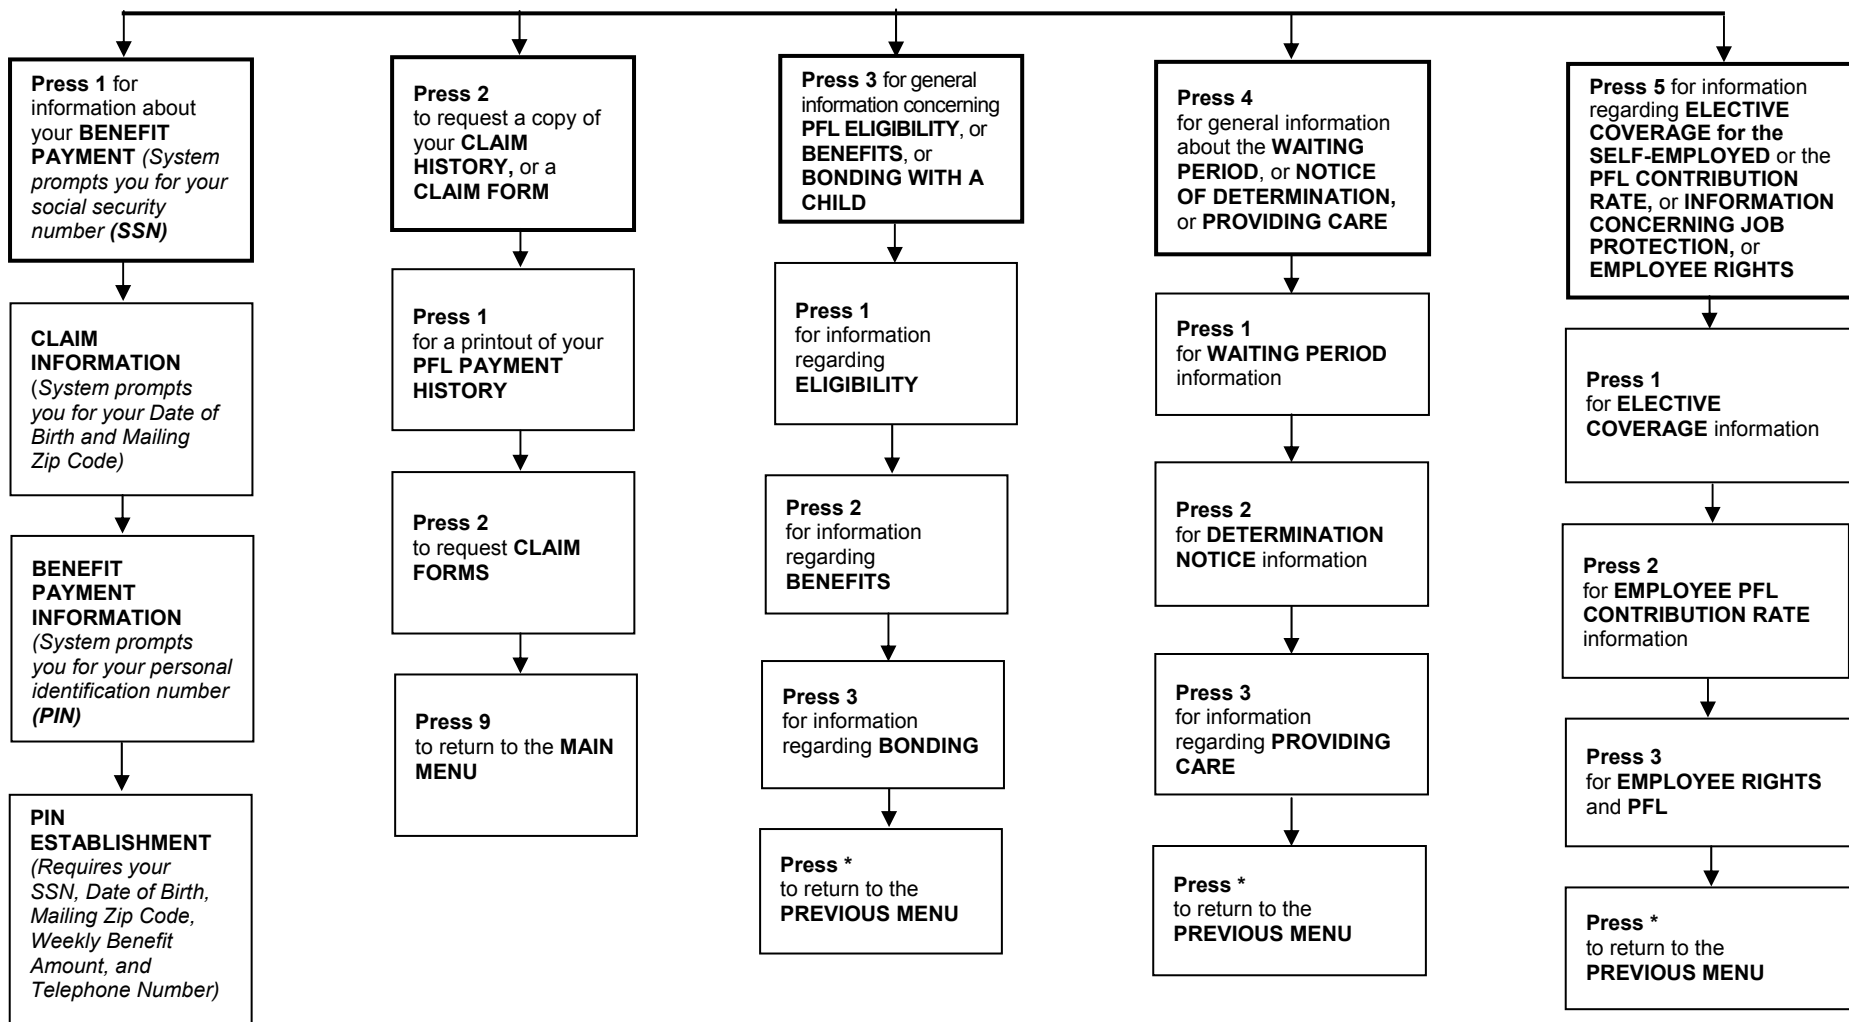 Press 1 for
information about
your BENEFIT
PAYMENT (System
prompts you for your
social security
number (SSN)
CLAIM
INFORMATION
(System prompts
you for your Date of
Birth and Mailing
Zip Code)
BENEFIT
PAYMENT
INFORMATION
(System prompts
you for your personal
identification number
(PIN)
PIN
ESTABLISHMENT
(Requires your
SSN, Date of Birth,
Mailing Zip Code,
Weekly Benefit
Amount, and
Telephone Number)
Press 2
to request a copy of
your CLAIM
HISTORY, or a
CLAIM FORM
Press 1
for a printout of your
PFL PAYMENT
HISTORY
Press 2
to request CLAIM
FORMS
Press 9
to return to the MAIN
MENU
Press 3 for general
information concerning
PFL ELIGIBILITY, or
BENEFITS, or
BONDING WITH A
CHILD
Press 1
for information
regarding
ELIGIBILITY
Press 2
for information
regarding
BENEFITS
Press 3
for information
regarding BONDING
Press *
to return to the
PREVIOUS MENU
Press 4
for general information
about the WAITING
PERIOD, or NOTICE
OF DETERMINATION,
or PROVIDING CARE
Press 1
for WAITING PERIOD
information
Press 2
for DETERMINATION
NOTICE information
Press 3
for information
regarding PROVIDING
CARE
Press *
to return to the
PREVIOUS MENU
Press 5 for information
regarding ELECTIVE
COVERAGE for the
SELF-EMPLOYED or the
PFL CONTRIBUTION
RATE, or INFORMATION
CONCERNING JOB
PROTECTION, or
EMPLOYEE RIGHTS
Press 1
for ELECTIVE
COVERAGE information
Press 2
for EMPLOYEE PFL
CONTRIBUTION RATE
information
Press 3
for EMPLOYEE RIGHTS
and PFL
Press *
to return to the
PREVIOUS MENU